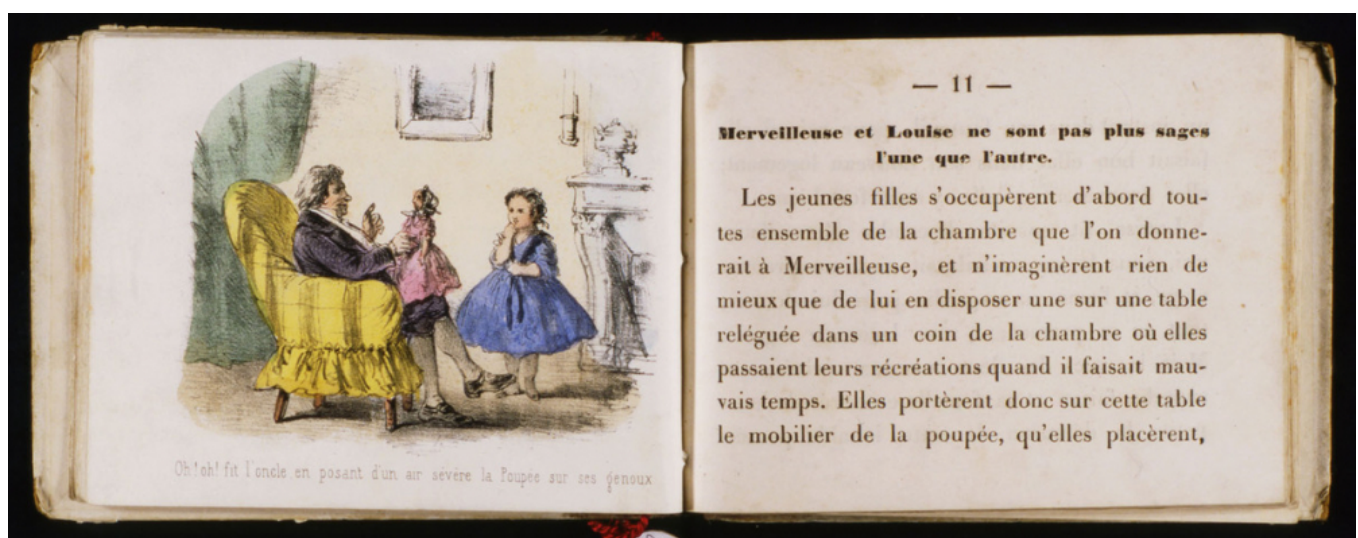 Oh! oh! fit l'oncle en posant d'un air sévère la Poupée sur ses genoux
— 11 —
Merveilleuse et Louise ne sont pas plus sages
l'une que l'autre.
Les jeunes filles s'occupèrent d'abord tou-
tes ensemble de la chambre que l'on donne-
rait à Merveilleuse, et n'imaginèrent rien de
mieux que de lui en disposer une sur une table
reléguée dans un coin de la chambre où elles
passaient leurs récréations quand il faisait mau-
vais temps. Elles portèrent donc sur cette table
le mobilier de la poupée, qu'elles placèrent,